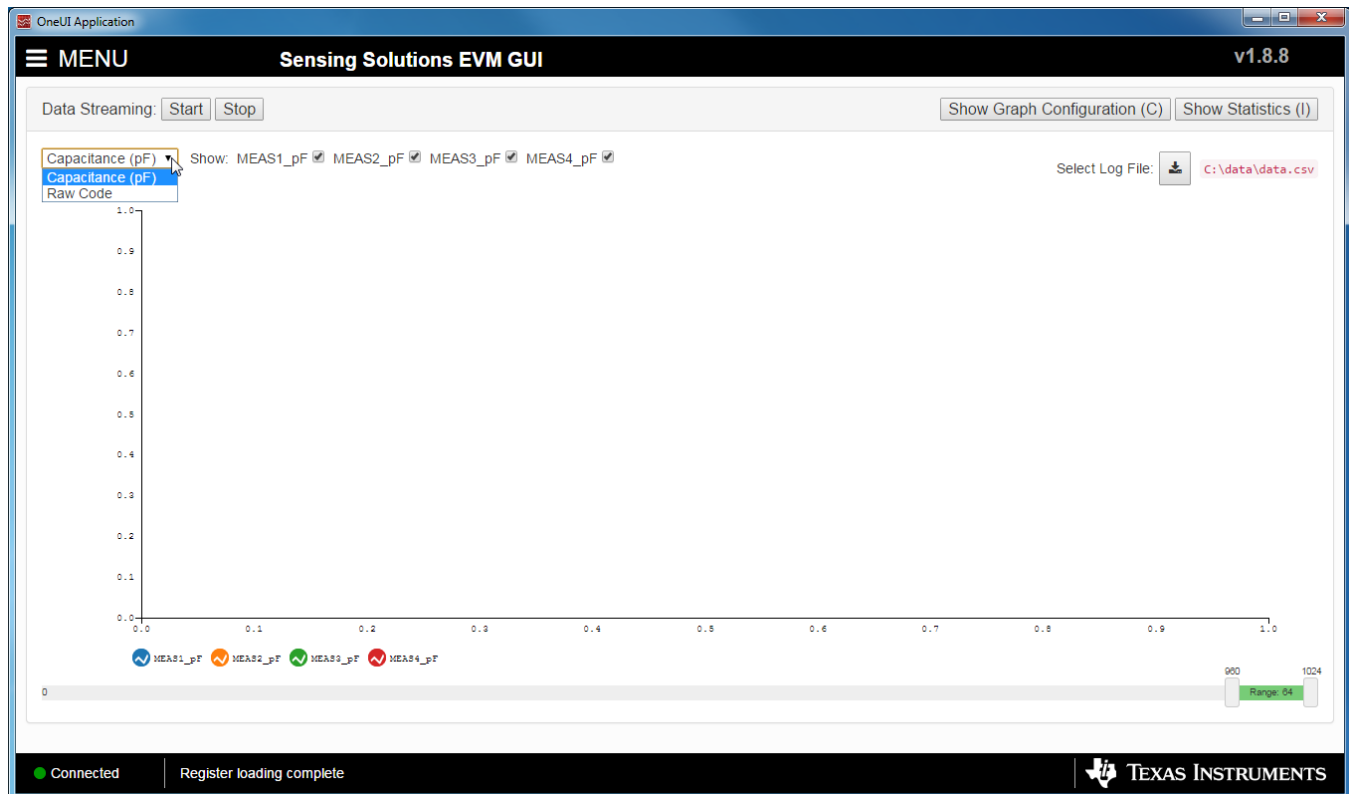 OneUI Application
MENU
Sensing Solutions EVM GUI
v1.8.8
Data Streaming: Start Stop
Show Graph Configuration (C) Show Statistics (I)
Capacitance (pF) Show: MEAS1_pF MEAS2_pF MEAS3_pF MEAS4_pF
Select Log File: C:\data\data.csv
Capacitance (pF)
Raw Code
1.0
0.9
0.8
0.7
0.6
0.5
0.4
0.3
0.2
0.1
0.0
0.0 0.1 0.2 0.3 0.4 0.5 0.6 0.7 0.8 0.9 1.0
MEAS1_pF MEAS2_pF MEAS3_pF MEAS4_pF
960 1024
0 Range: 64
Connected Register loading complete
TEXAS INSTRUMENTS